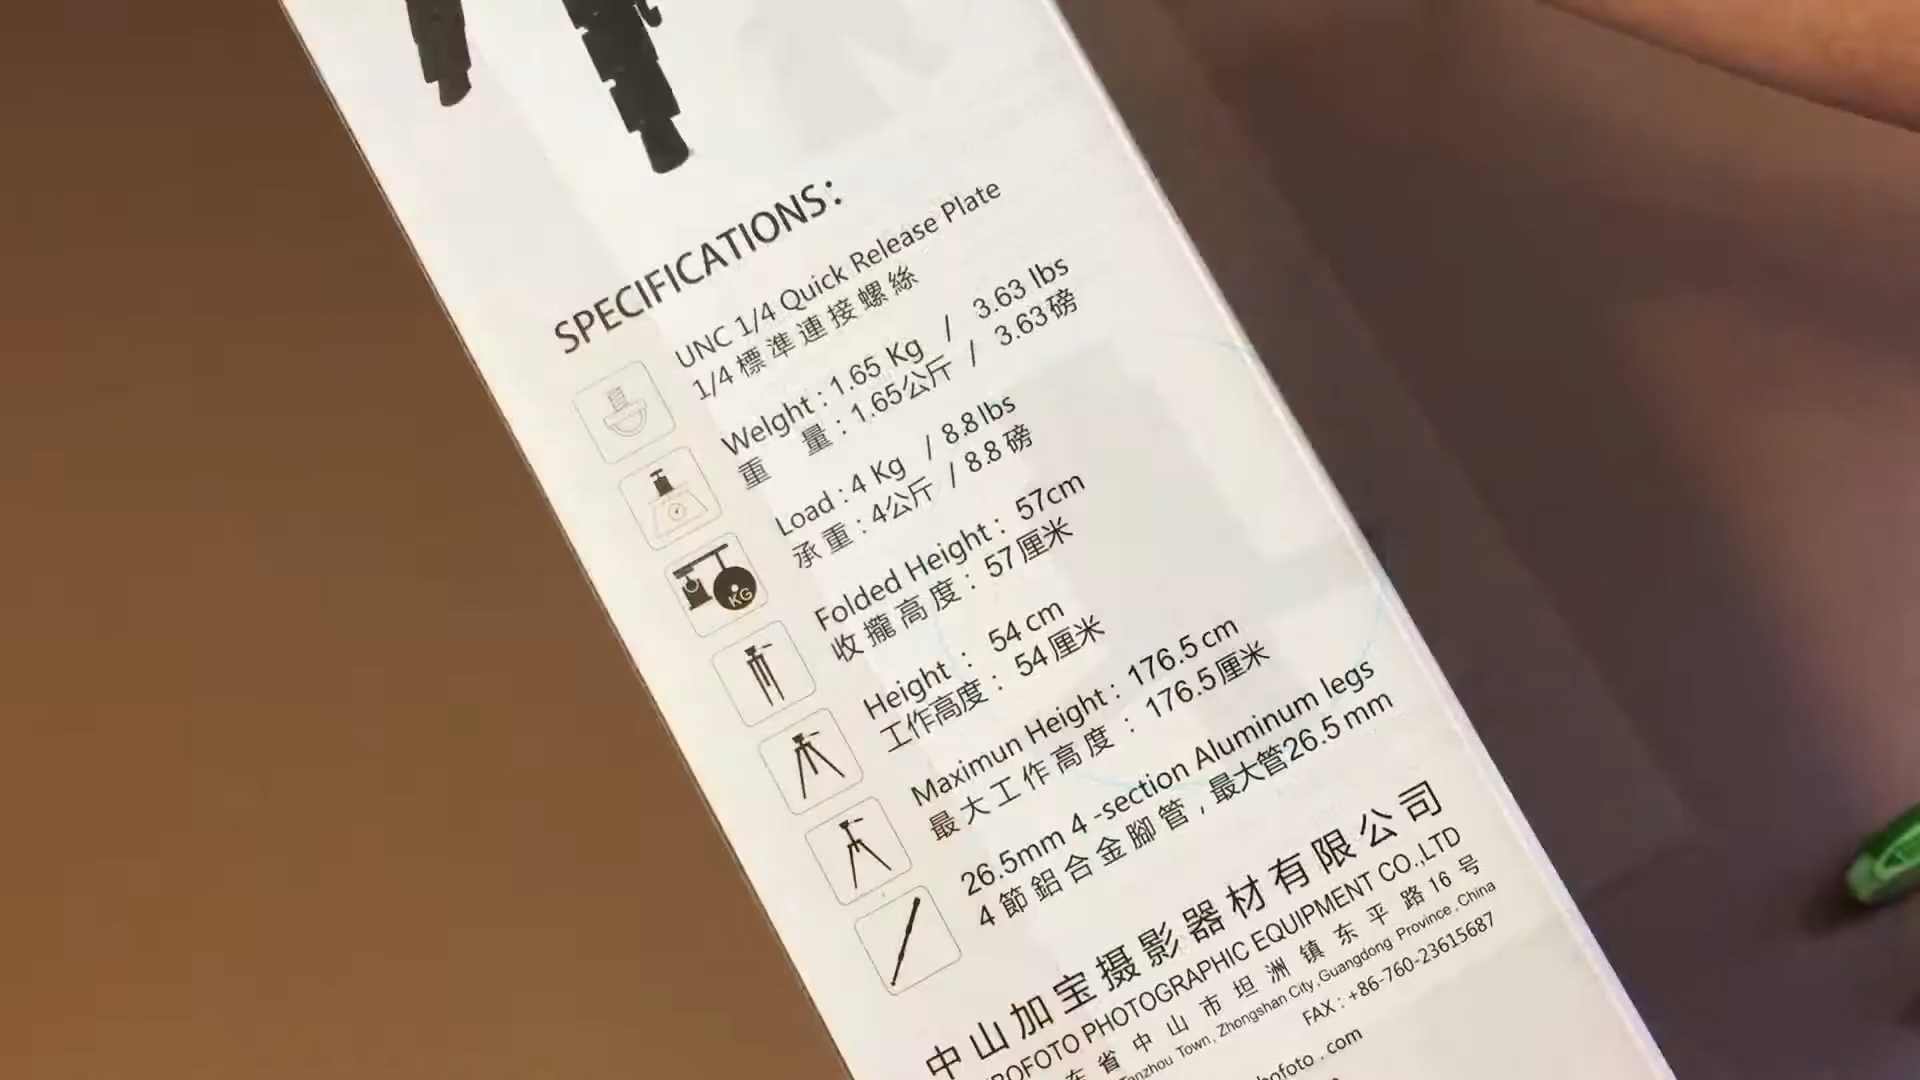 SPECIFICATIONS:
UNC 1/4 Quick Release Plate
1/4 標準連接螺絲
Welght : 1.65 Kg / 3.63 lbs
重 量 : 1.65公斤 / 3.63磅
Load : 4 Kg / 8.8 lbs
承重 : 4公斤 / 8.8 磅
KG
Folded Height : 57cm
收攏高度 : 57厘米
Height : 54 cm
工作高度 : 54厘米
Maximun Height : 176.5 cm
最大工作高度 : 176.5厘米
26.5mm 4 -section Aluminum legs
4節鋁合金腳管 , 最大管26.5 mm
中山加宝摄影器材有限公司
PHOTOGRAPHIC EQUIPMENT CO.,LTD
省中山市坦洲镇东平路16号
Town, Zhongshan City, Guangdong Province, China
FAX : +86-760-23615687